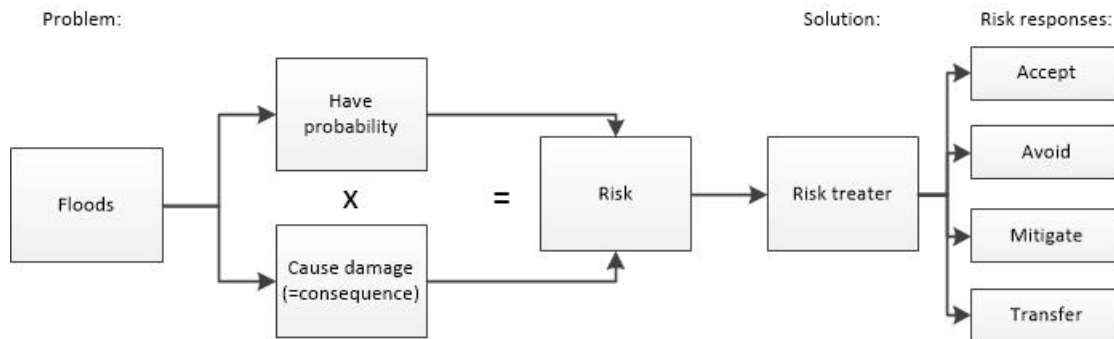 Problem:
Solution:
Risk responses:
Floods
Have
probability
X
Cause damage
(=consequence)
=
Risk
Risk treater
Accept
Avoid
Mitigate
Transfer